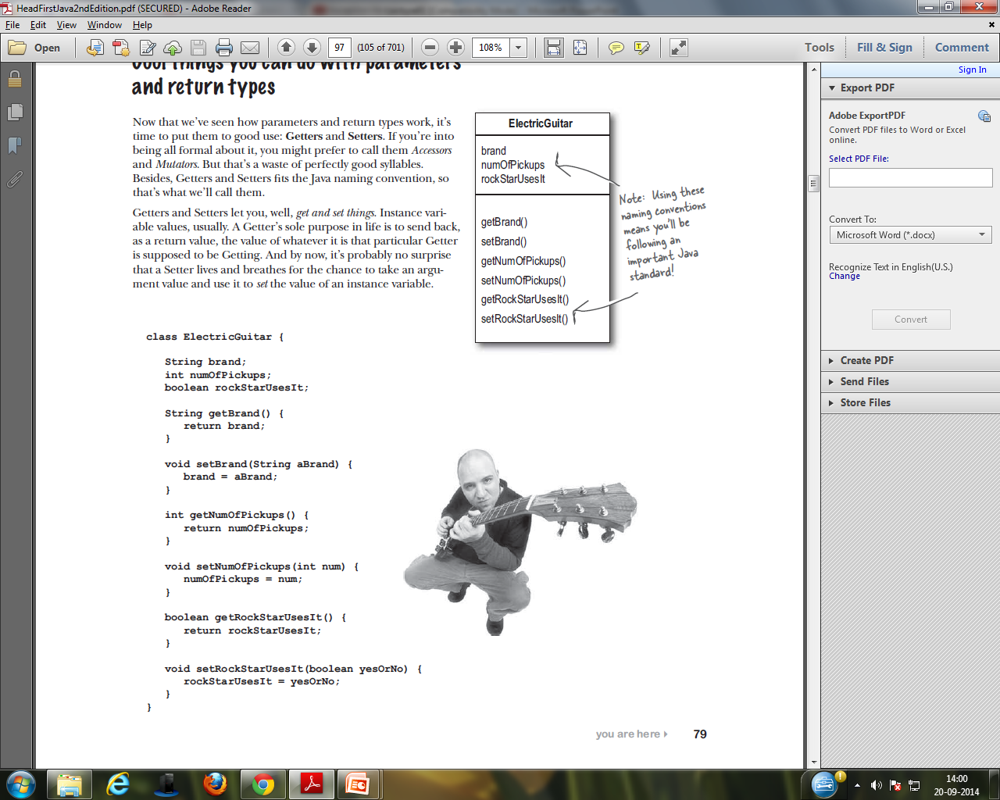 HeadFirstJava2ndEdition.pdf (SECURED) - Adobe Reader
File Edit View Window Help
Open 97 (105 of 701) 108% Tools Fill & Sign Comment
Sign In
Cool things you can do with parameters
and return types
Now that we've seen how parameters and return types work, it's
time to put them to good use: Getters and Setters. If you're into
being all formal about it, you might prefer to call them Accessors
and Mutators. But that's a waste of perfectly good syllables.
Besides, Getters and Setters fits the Java naming convention, so
that's what we'll call them.
Getters and Setters let you, well, get and set things. Instance vari-
able values, usually. A Getter's sole purpose in life is to send back,
as a return value, the value of whatever it is that particular Getter
is supposed to be Getting. And by now, it's probably no surprise
that a Setter lives and breathes for the chance to take an argu-
ment value and use it to set the value of an instance variable.
ElectricGuitar
brand
numOfPickups
rockStarUsesIt
getBrand()
setBrand()
getNumOfPickups()
setNumOfPickups()
getRockStarUsesIt()
setRockStarUsesIt()
Note: Using these
naming conventions
means you'll be
following an
important Java
standard!
class ElectricGuitar {
String brand;
int numOfPickups;
boolean rockStarUsesIt;
String getBrand() {
return brand;
}
void setBrand(String aBrand) {
brand = aBrand;
}
int getNumOfPickups() {
return numOfPickups;
}
void setNumOfPickups(int num) {
numOfPickups = num;
}
boolean getRockStarUsesIt() {
return rockStarUsesIt;
}
void setRockStarUsesIt(boolean yesOrNo) {
rockStarUsesIt = yesOrNo;
}
}
you are here 79
Export PDF
Adobe ExportPDF
Convert PDF files to Word or Excel
online.
Select PDF File:
Convert To:
Microsoft Word (*.docx)
Recognize Text in English(U.S.)
Change
Convert
Create PDF
Send Files
Store Files
14:00
20-09-2014